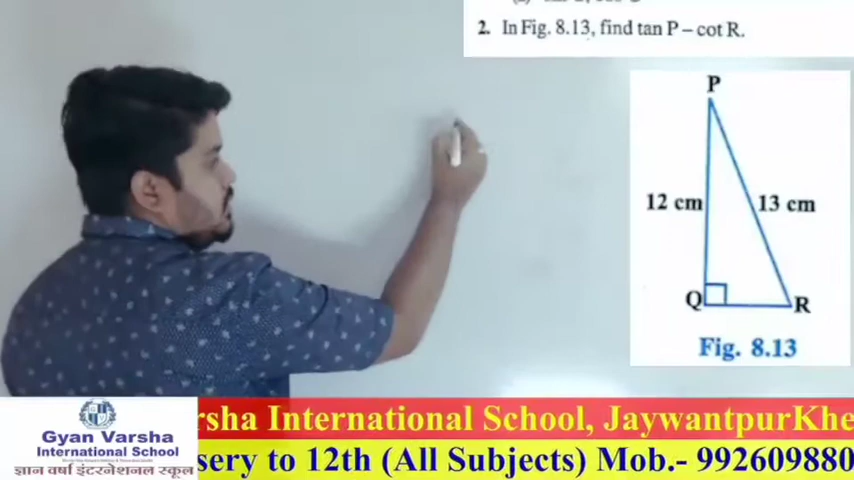 2. In Fig. 8.13, find tan P – cot R.
P
12 cm
13 cm
Q
R
Fig. 8.13
rsha International School, JaywantpurKhe
Gyan Varsha
International School
ज्ञान वर्षा इंटरनेशनल स्कूल
sery to 12th (All Subjects) Mob.- 992609880